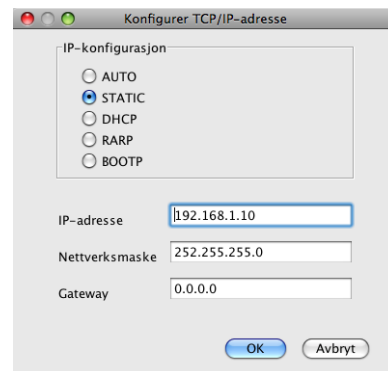 Konfigurer TCP/IP-adresse
IP-konfigurasjon
AUTO
STATIC
DHCP
RARP
BOOTP
IP-adresse 192.168.1.10
Nettverksmaske 252.255.255.0
Gateway 0.0.0.0
OK Avbryt